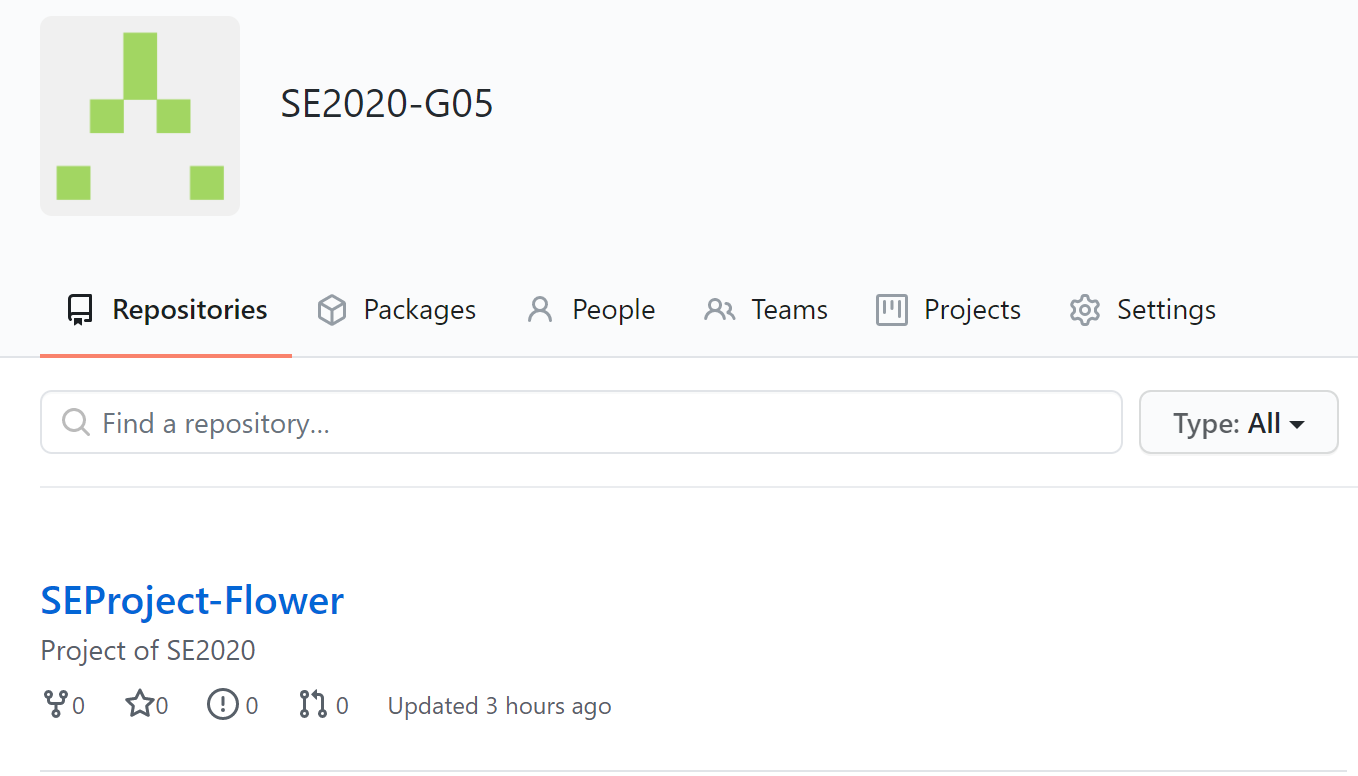 SE2020-G05
Repositories Packages People Teams Projects Settings
Find a repository...
Type: All
SEProject-Flower
Project of SE2020
0 0 0 0 Updated 3 hours ago